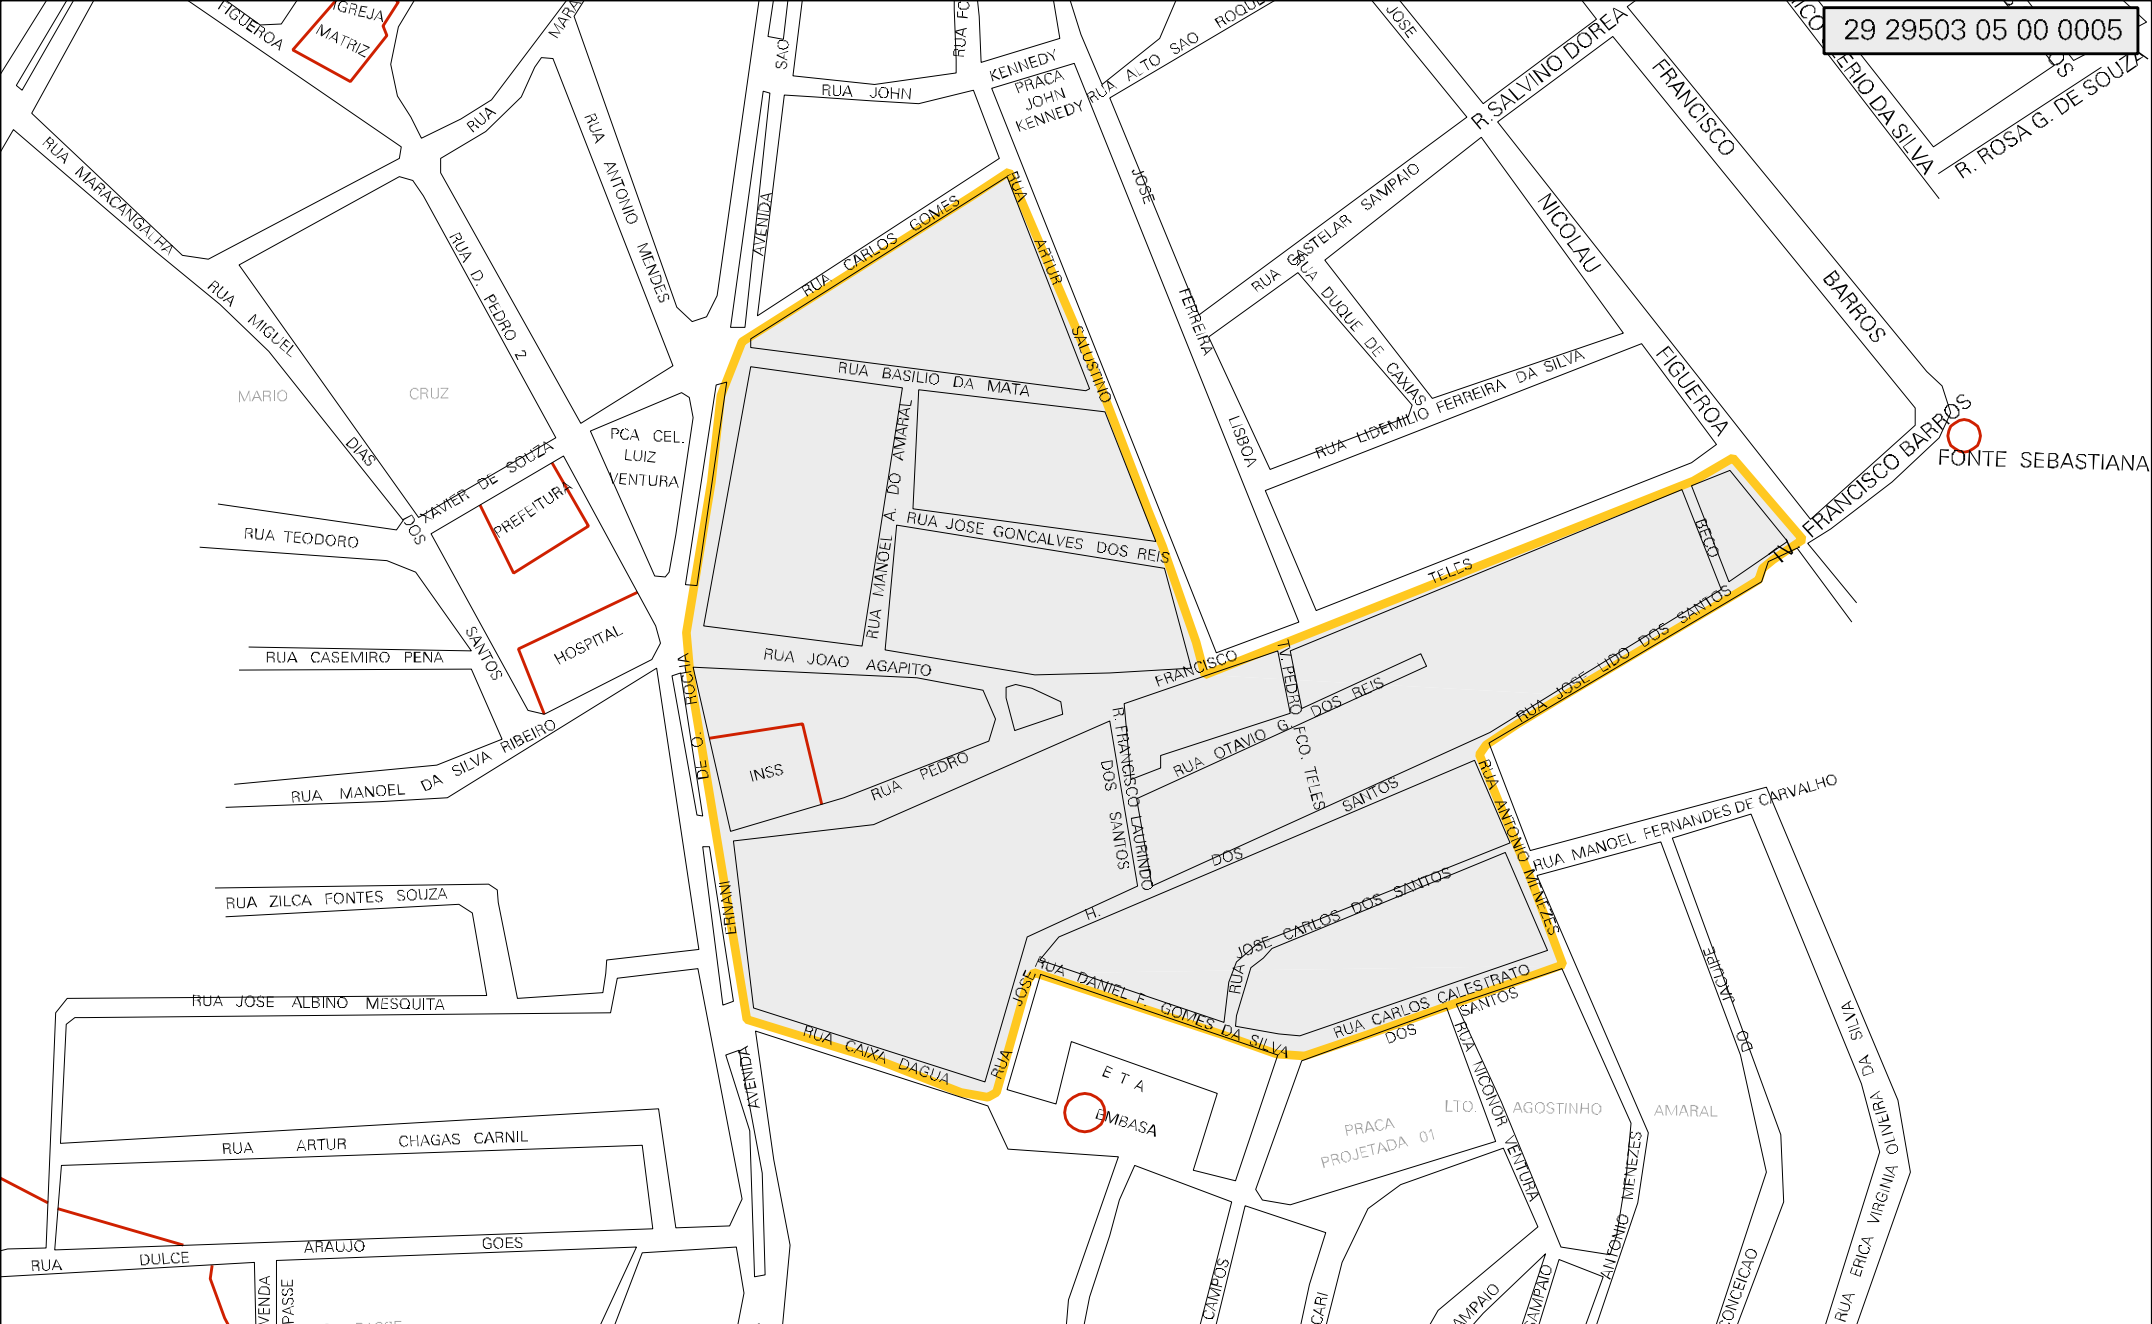 29 29503 05 00 0005
IGREJA
MATRIZ
FIGUEROA
RUA
SAO
RUA JOHN
KENNEDY
PRACA
JOHN
KENNEDY
RUA ALTO SAO ROQUE
JOSE
R. SALVINO DOREA
FRANCISCO
BARROS
R. ROSA G. DE SOUZA
RUA MARACANGALHA
RUA ANTONIO MENDES
AVENIDA
RUA D. PEDRO 2
RUA MIGUEL
DIAS
DOS
SANTOS
MARIO
CRUZ
RUA CARLOS GOMES
RUA ARTUR SALUSTINO
JOSE FERREIRA LISBOA
RUA CASTELAR SAMPAIO
RUA DUQUE DE CAXIAS
NICOLAU
FIGUEROA
RUA LIDEMILIO FERREIRA DA SILVA
RUA BASILIO DA MATA
RUA MANOEL A. DO AMARAL
RUA JOSE GONCALVES DOS REIS
PCA CEL.
LUIZ
VENTURA
XAVIER DE SOUZA
PREFEITURA
HOSPITAL
FONTE SEBASTIANA
TV. FRANCISCO BARROS
RUA TEODORO
RUA CASEMIRO PENA
RUA MANOEL DA SILVA RIBEIRO
RUA JOAO AGAPITO
FRANCISCO
TELES
BECO
RUA JOSE LIDO DOS SANTOS
TV. PEDRO
FCO. TELES
RUA OTAVIO G. DOS REIS
R. FRANCISCO LAURINDO
DOS SANTOS
INSS
RUA PEDRO
ERNANI
DE O.
ROCHA
RUA JOSE
H.
DOS
SANTOS
RUA ANTONIO MENEZES
RUA MANOEL FERNANDES DE CARVALHO
RUA JOSE CARLOS DOS SANTOS
RUA ZILCA FONTES SOUZA
RUA JOSE ALBINO MESQUITA
RUA CAIXA DAGUA
RUA DANIEL F. GOMES DA SILVA
RUA CARLOS CALESTRATO
DOS SANTOS
JACUIPE
DO
CONCEICAO
RUA ERICA VIRGINIA OLIVEIRA DA SILVA
AVENIDA
E T A
EMBASA
LTO. AGOSTINHO AMARAL
PRACA
PROJETADA 01
NICONOR VENTURA
ANTONIO MENEZES
RUA ARTUR CHAGAS CARNIL
RUA DULCE ARAUJO GOES
CAMPOS